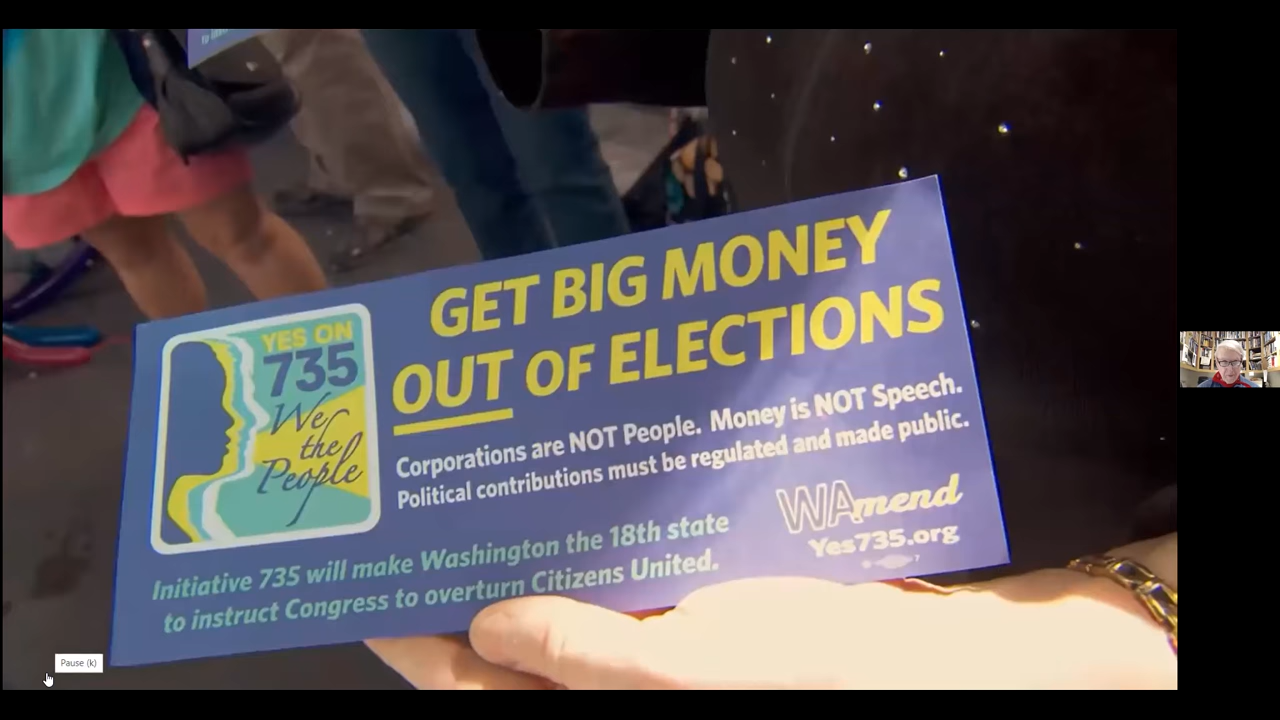 GET BIG MONEY
OUT OF ELECTIONS
YES ON
735
We
the
People
Corporations are NOT People. Money is NOT Speech.
Political contributions must be regulated and made public.
WAmend
Yes735.org
Initiative 735 will make Washington the 18th state
to instruct Congress to overturn Citizens United.
Pause (k)